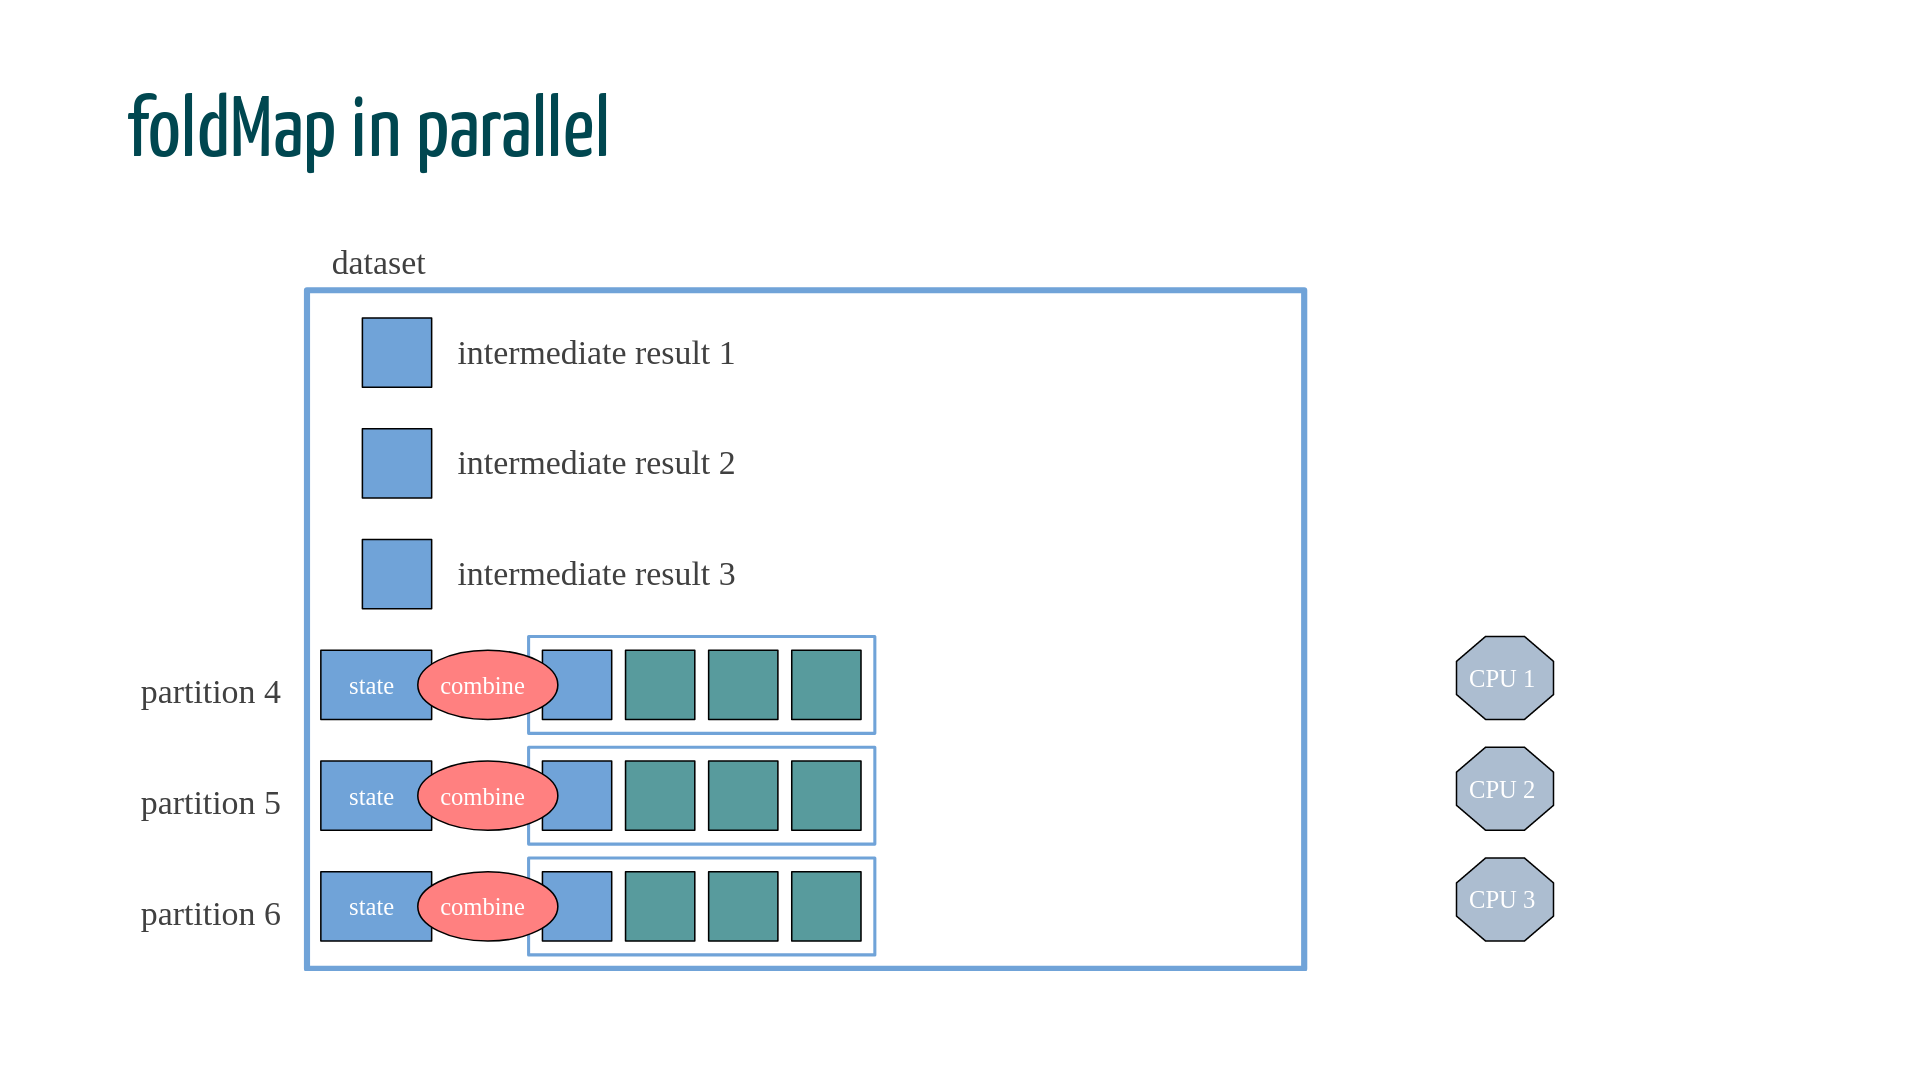 foldMap in parallel
dataset
intermediate result 1
intermediate result 2
intermediate result 3
partition 4 state combine CPU 1
partition 5 state combine CPU 2
partition 6 state combine CPU 3